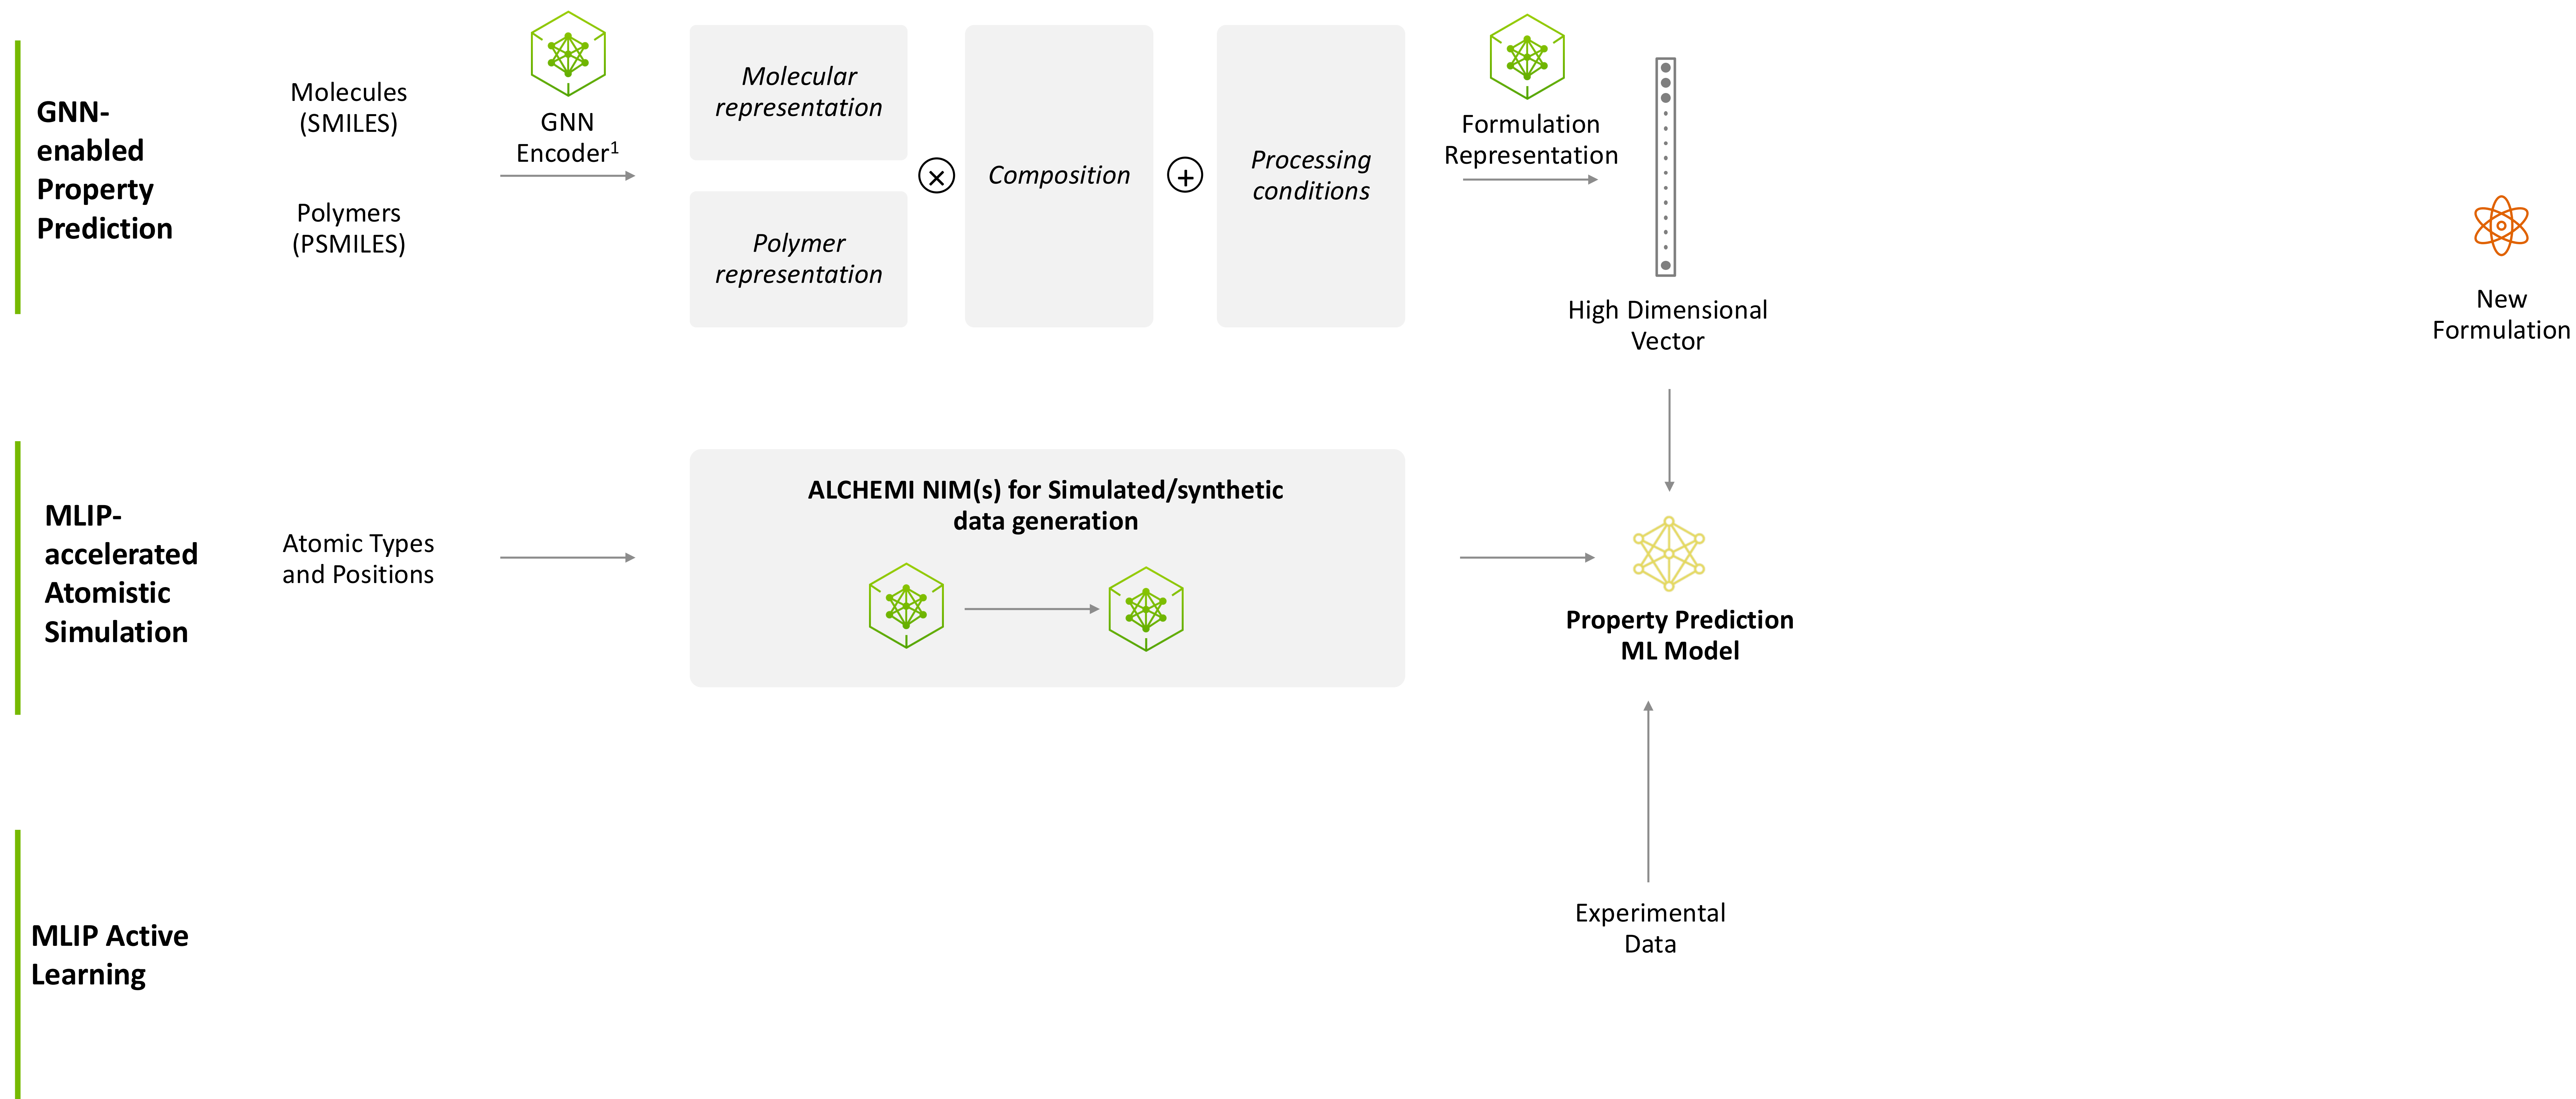 GNN-
enabled
Property
Prediction
Molecules
(SMILES)
Polymers
(PSMILES)
GNN
Encoder¹
Molecular
representation
Polymer
representation
×
Composition
+
Processing
conditions
Formulation
Representation
High Dimensional
Vector
New
Formulation
MLIP-
accelerated
Atomistic
Simulation
Atomic Types
and Positions
ALCHEMI NIM(s) for Simulated/synthetic
data generation
Property Prediction
ML Model
MLIP Active
Learning
Experimental
Data